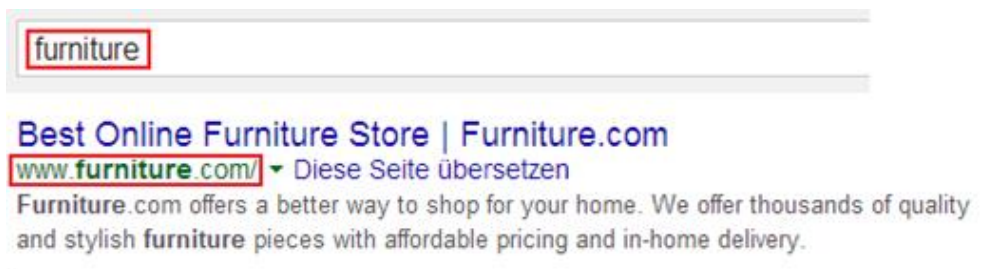 furniture
Best Online Furniture Store | Furniture.com
www.furniture.com/ Diese Seite übersetzen
Furniture.com offers a better way to shop for your home. We offer thousands of quality
and stylish furniture pieces with affordable pricing and in-home delivery.